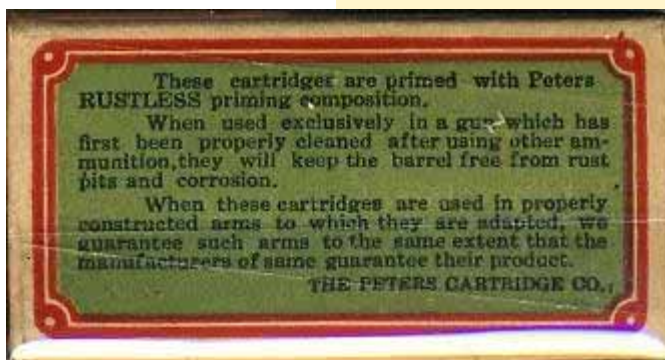 These cartridges are primed with Peters
RUSTLESS priming composition.
When used exclusively in a gun which has
first been properly cleaned after using other am-
munition, they will keep the barrel free from rust
pits and corrosion.
When these cartridges are used in properly
constructed arms to which they are adapted, we
guarantee such arms to the same extent that the
manufacturers of same guarantee their product.
THE PETERS CARTRIDGE CO.,